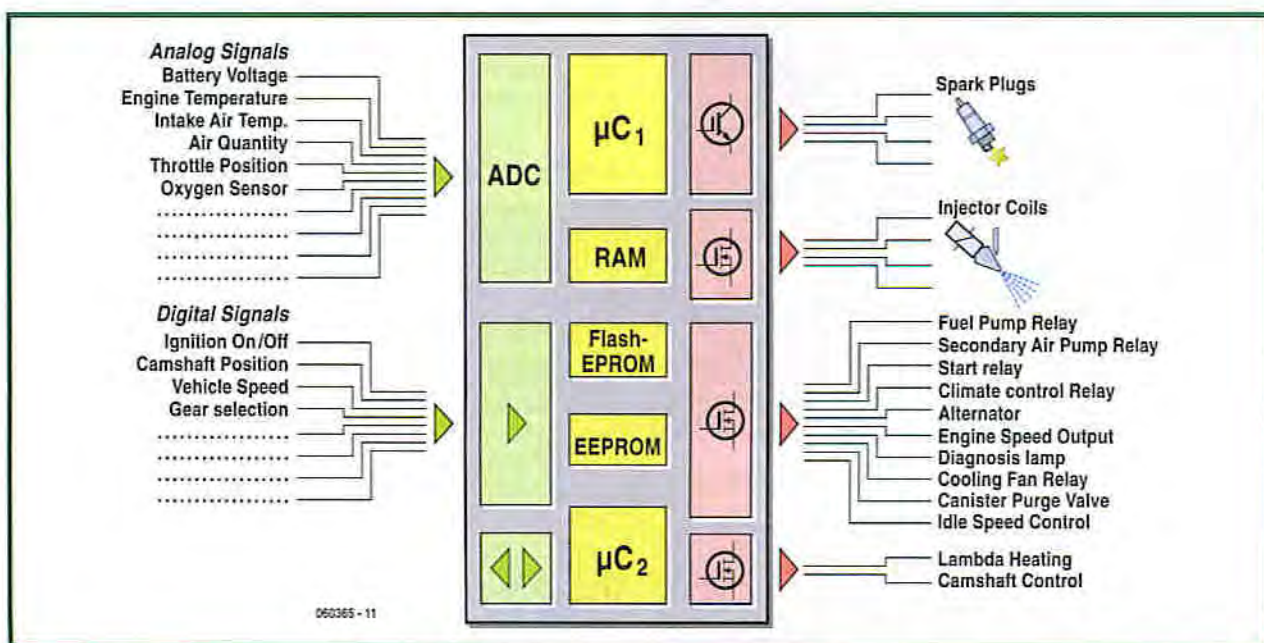 Analog Signals
Battery Voltage
Engine Temperature
Intake Air Temp.
Air Quantity
Throttle Position
Oxygen Sensor
.................
.................
.................
.................
Digital Signals
Ignition On/Off
Camshaft Position
Vehicle Speed
Gear selection
.................
.................
.................
.................
060365 - 11
ADC
µC1
RAM
Flash-
EPROM
EEPROM
µC2
Spark Plugs
Injector Coils
Fuel Pump Relay
Secondary Air Pump Relay
Start relay
Climate control Relay
Alternator
Engine Speed Output
Diagnosis lamp
Cooling Fan Relay
Canister Purge Valve
Idle Speed Control
Lambda Heating
Camshaft Control